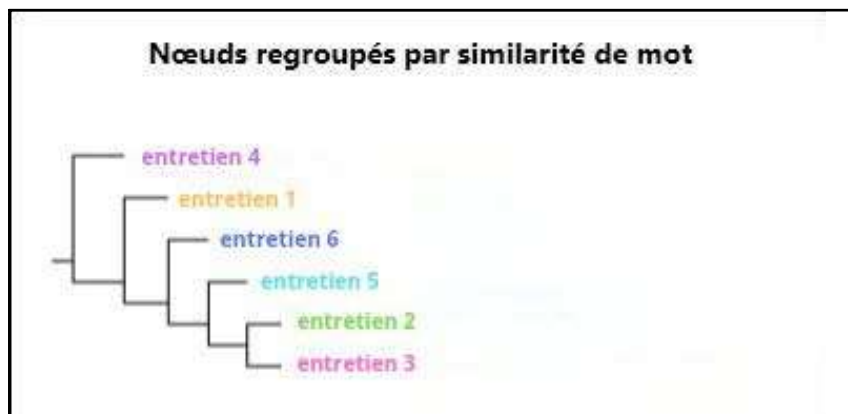 Nœuds regroupés par similarité de mot
entretien 4
entretien 1
entretien 6
entretien 5
entretien 2
entretien 3